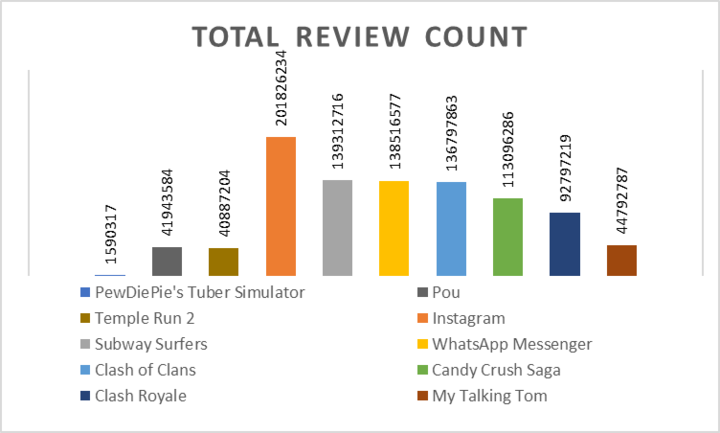 TOTAL REVIEW COUNT
1590317
41943584
40887204
201826234
139312716
138516577
136797863
113096286
92797219
44792787
PewDiePie's Tuber Simulator
Pou
Temple Run 2
Instagram
Subway Surfers
WhatsApp Messenger
Clash of Clans
Candy Crush Saga
Clash Royale
My Talking Tom